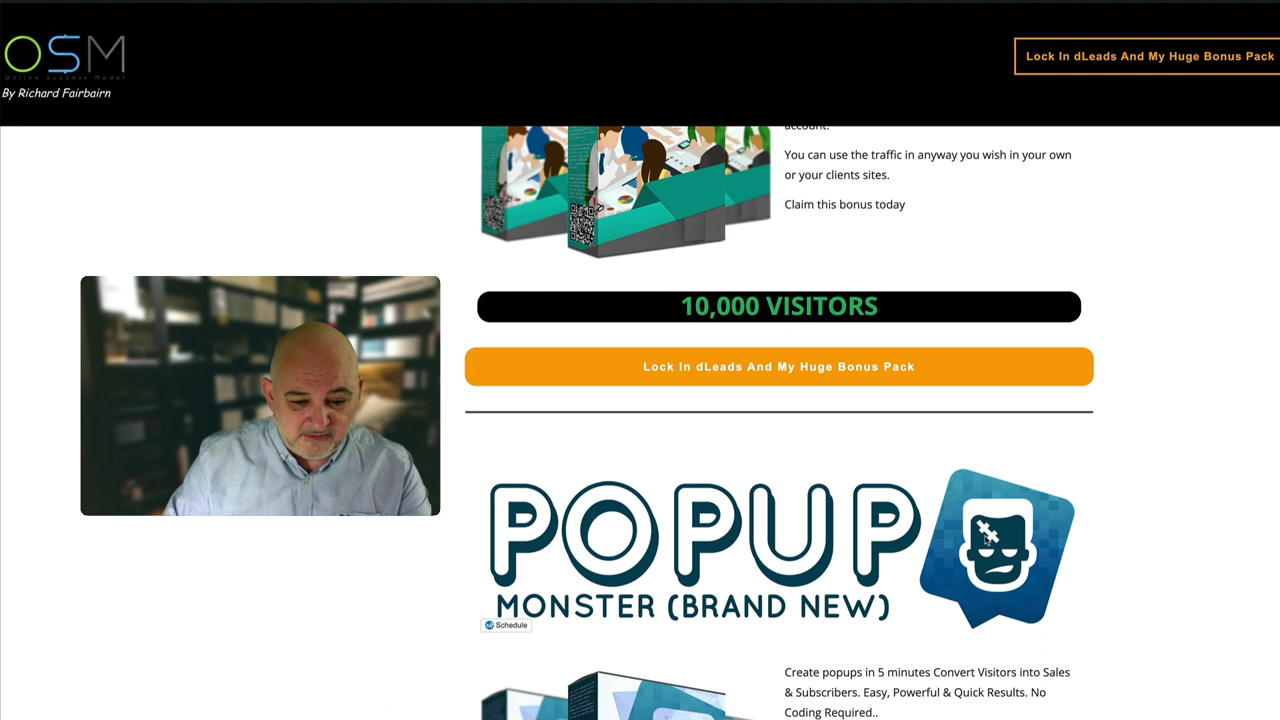 OSM
Online Success Model
By Richard Fairbairn
Lock In dLeads And My Huge Bonus Pack
account.
You can use the traffic in anyway you wish in your own
or your clients sites.
Claim this bonus today
10,000 VISITORS
Lock In dLeads And My Huge Bonus Pack
POPUP
MONSTER (BRAND NEW)
Schedule
Create popups in 5 minutes Convert Visitors into Sales
& Subscribers. Easy, Powerful & Quick Results. No
Coding Required..